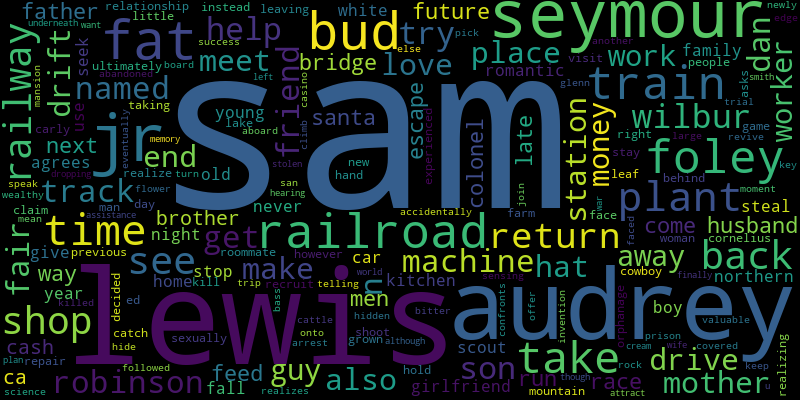 underneath want relationship instead leaving white future newly edge
father little help bud try another pick else
mansion drift success fat meet bridge place seymour dan
ultimately board seek love work family people visit glenn smith
railway abandoned named friend romantic train asks worker
use left casino climb escape station money wilbur trial
carly eventually young lake aboard santa colonel experienced late hand right large game revive
jr sam
next memory agrees end realize old hand new foley stay key
speak dropping flower turn stolen hearing san join leaf behind moment
wealthy track brother never accidentally farm plant steal
claim man day war face faced come husband
mean assistance time night get railroad return woman cornelius
fair give previous roommate however car machine hat away back
way see stop kill world kitchen sensing cowboy finally northern
year home make trip recruit telling men n
shop decided ed lewis bass hidden bitter audrey invention offer confronts orphanage boy prison valuable
killed catch hide cattle onto shoot grown although scout wife covered
cash repair sexually arrest hold take cream keep
plan ca followed feed guy also son rock drive
science robinson fall realizes girlfriend run race though mother u realizing
mountain attract